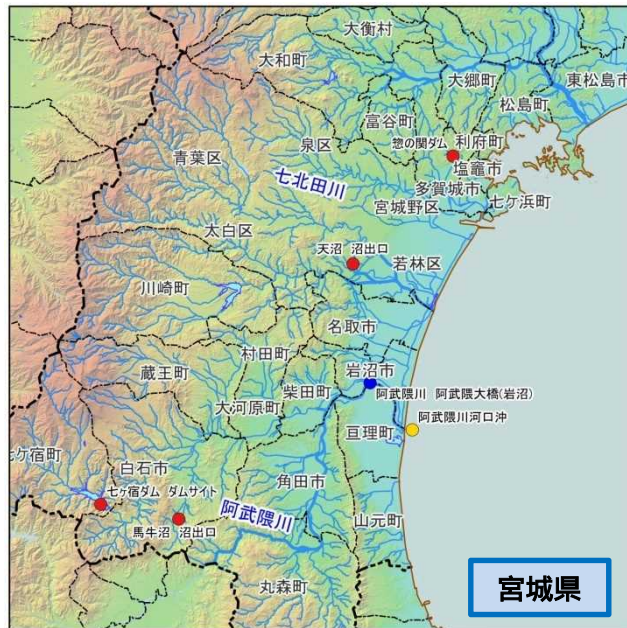 大衡村
大和町
大郷町
東松島市
松島町
富谷町
泉区
利府町
惣の関ダム
青葉区
塩竈市
七北田川
多賀城市
七ケ浜町
宮城野区
太白区
天沼 沼出口
若林区
川崎町
名取市
村田町
岩沼市
蔵王町
柴田町
阿武隈川 阿武隈大橋(岩沼)
大河原町
阿武隈川河口沖
亘理町
七ケ宿町
白石市
角田市
七ヶ宿ダム ダムサイト
阿武隈川
山元町
馬牛沼 沼出口
丸森町
宮城県